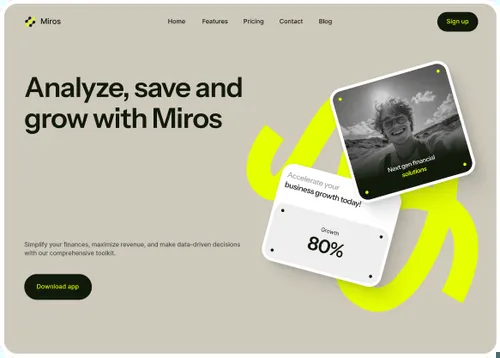 Miros
Home
Features
Pricing
Contact
Blog
Sign up
Analyze, save and
grow with Miros
Next gen financial
solutions
Accelerate your
business growth today!
Growth
80%
Simplify your finances, maximize revenue, and make data-driven decisions
with our comprehensive toolkit.
Download app